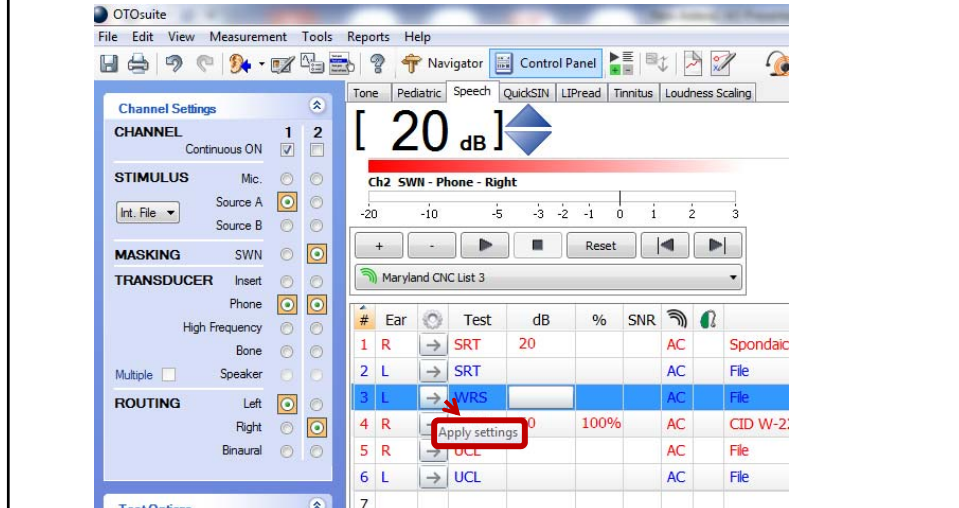 OTOsuite
File Edit View Measurement Tools Reports Help
Navigator Control Panel
Tone Pediatric Speech QuickSIN LIPread Tinnitus Loudness Scaling
Channel Settings
CHANNEL 1 2
Continuous ON
STIMULUS Mic.
Int. File Source A
Source B
MASKING SWN
TRANSDUCER Insert
Phone
High Frequency
Bone
Multiple Speaker
ROUTING Left
Right
Binaural
[ 20 dB ]
Ch2 SWN - Phone - Right
-20 -10 -5 -3 -2 -1 0 1 2 3
+ - Reset
Maryland CNC List 3
# Ear Test dB % SNR
1 R SRT 20 AC Spondaic
2 L SRT AC File
3 L WRS AC File
4 R 100% AC CID W-22
Apply settings
5 R UCL AC File
6 L UCL AC File
7